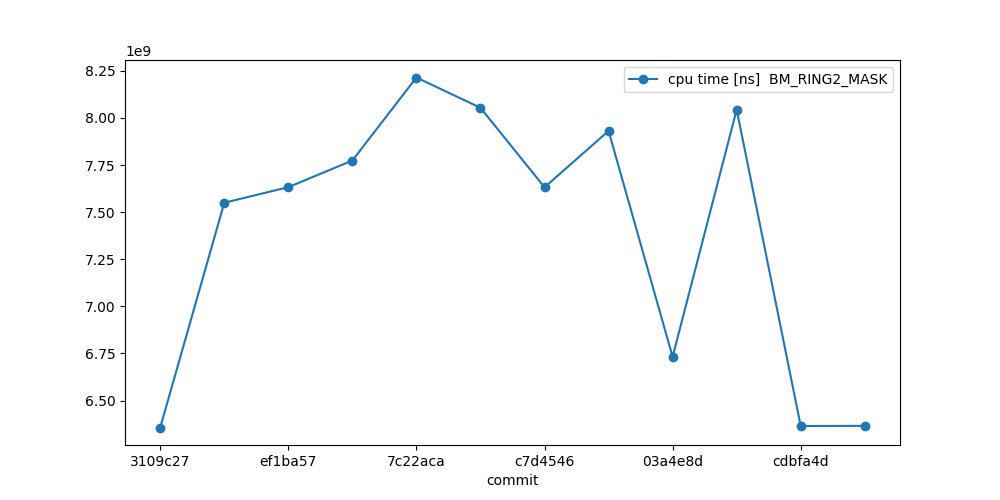 1e9
8.25
8.00
7.75
7.50
7.25
7.00
6.75
6.50
cpu time [ns]  BM_RING2_MASK
3109c27 ef1ba57 7c22aca c7d4546 03a4e8d cdbfa4d
commit